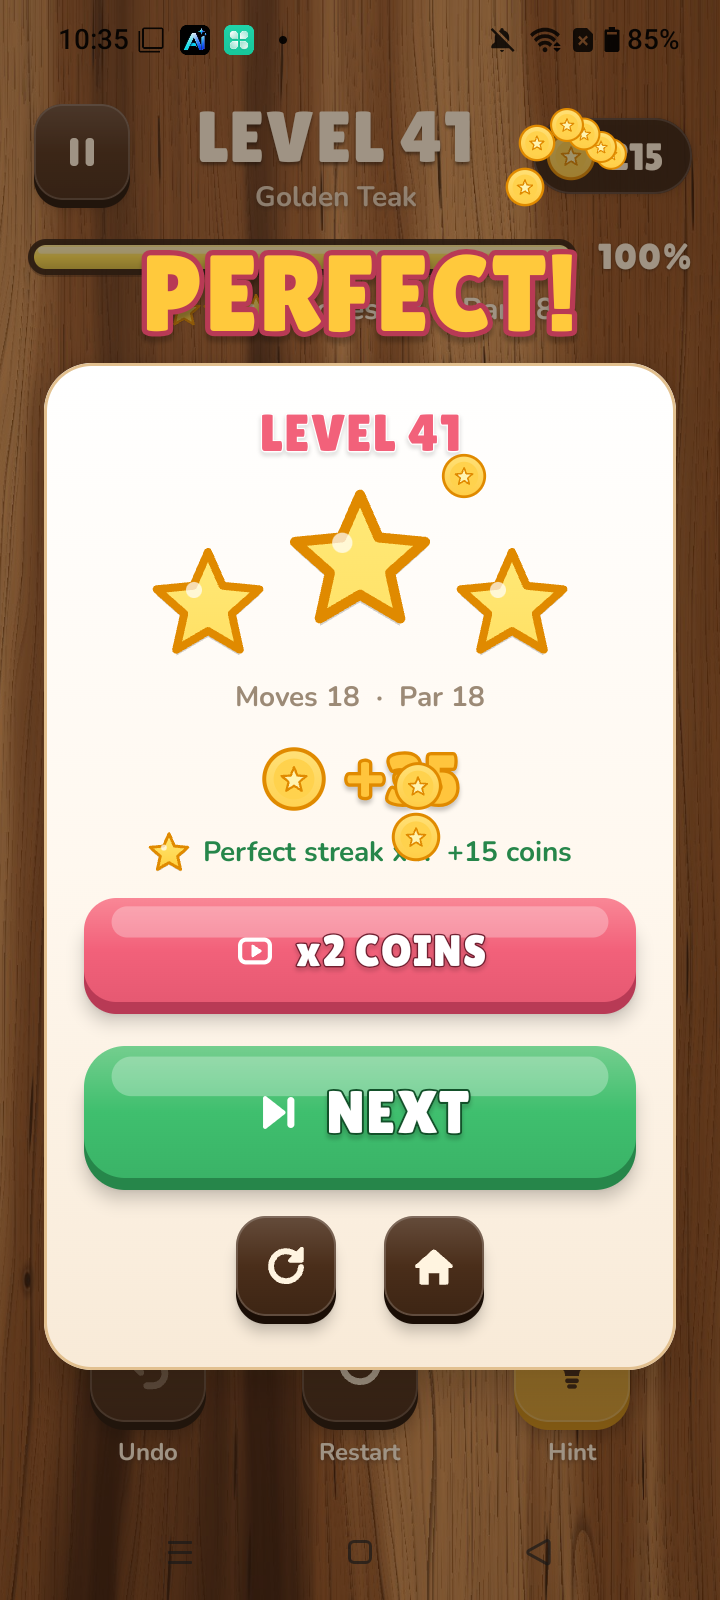 10:35 85%
LEVEL 41
Golden Teak
100%
PERFECT!
LEVEL 41
Moves 18 · Par 18
Perfect streak +15 coins
x2 COINS
NEXT
Undo Restart Hint